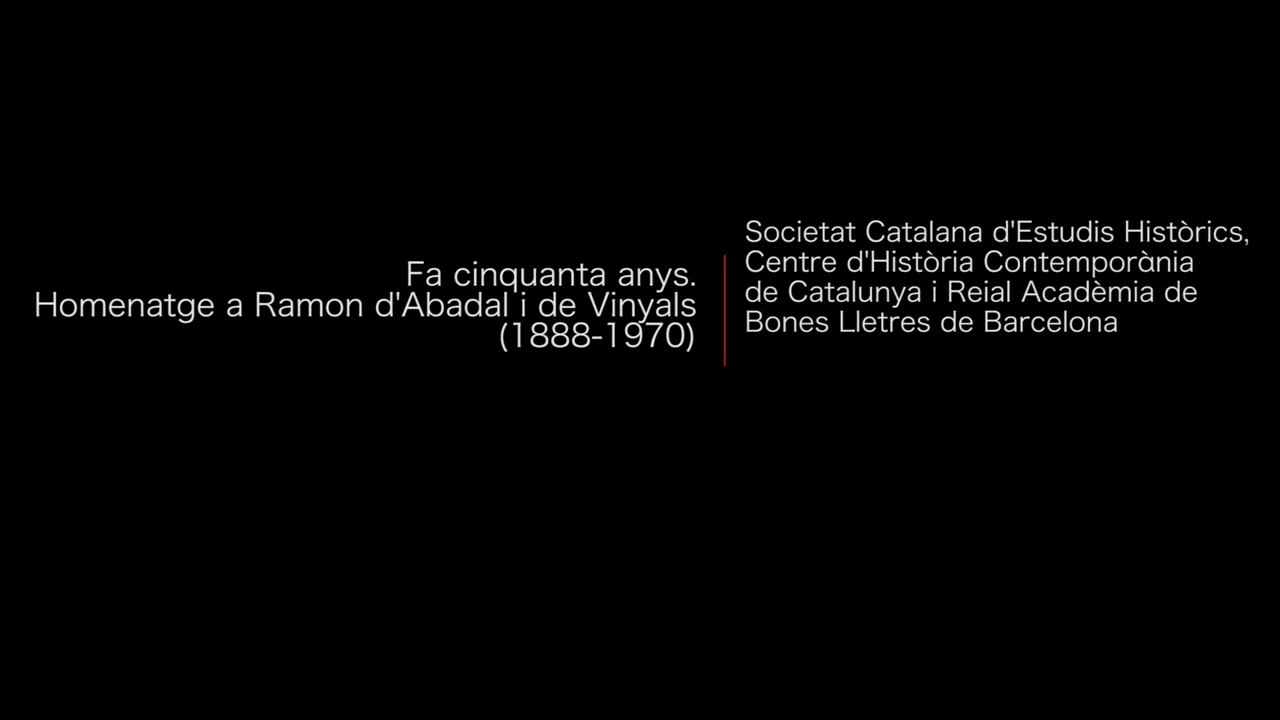 Fa cinquanta anys.
Homenatge a Ramon d'Abadal i de Vinyals
(1888-1970)
Societat Catalana d'Estudis Històrics,
Centre d'Història Contemporània
de Catalunya i Reial Acadèmia de
Bones Lletres de Barcelona